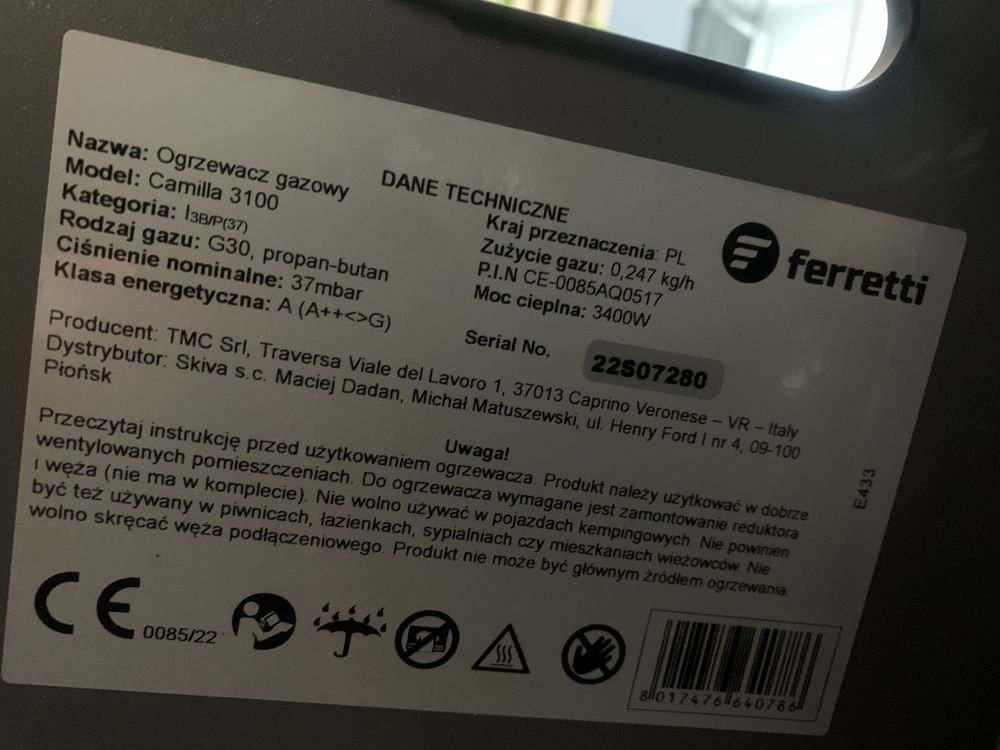 DANE TECHNICZNE
Nazwa: Ogrzewacz gazowy
Model: Camilla 3100
Kategoria: I3B/P(37)
Rodzaj gazu: G30, propan-butan
Ciśnienie nominalne: 37mbar
Klasa energetyczna: A (A++<>G)
Kraj przeznaczenia: PL
Zużycie gazu: 0,247 kg/h
P.I.N CE-0085AQ0517
Moc cieplna: 3400W
ferretti
Serial No. 22S07280
Producent: TMC Srl, Traversa Viale del Lavoro 1, 37013 Caprino Veronese – VR – Italy
Dystrybutor: Skiva s.c. Maciej Dadan, Michał Matuszewski, ul. Henry Ford I nr 4, 09-100
Płońsk
Uwaga!
Przeczytaj instrukcję przed użytkowaniem ogrzewacza. Produkt należy użytkować w dobrze
wentylowanych pomieszczeniach. Do ogrzewacza wymagane jest zamontowanie reduktora
i węża (nie ma w komplecie). Nie wolno używać w pojazdach kempingowych. Nie powinien
być też używany w piwnicach, łazienkach, sypialniach czy mieszkaniach wieżowców. Nie
wolno skręcać węża podłączeniowego. Produkt nie może być głównym źródłem ogrzewania.
E433
CE 0085/22
8 017476 640786